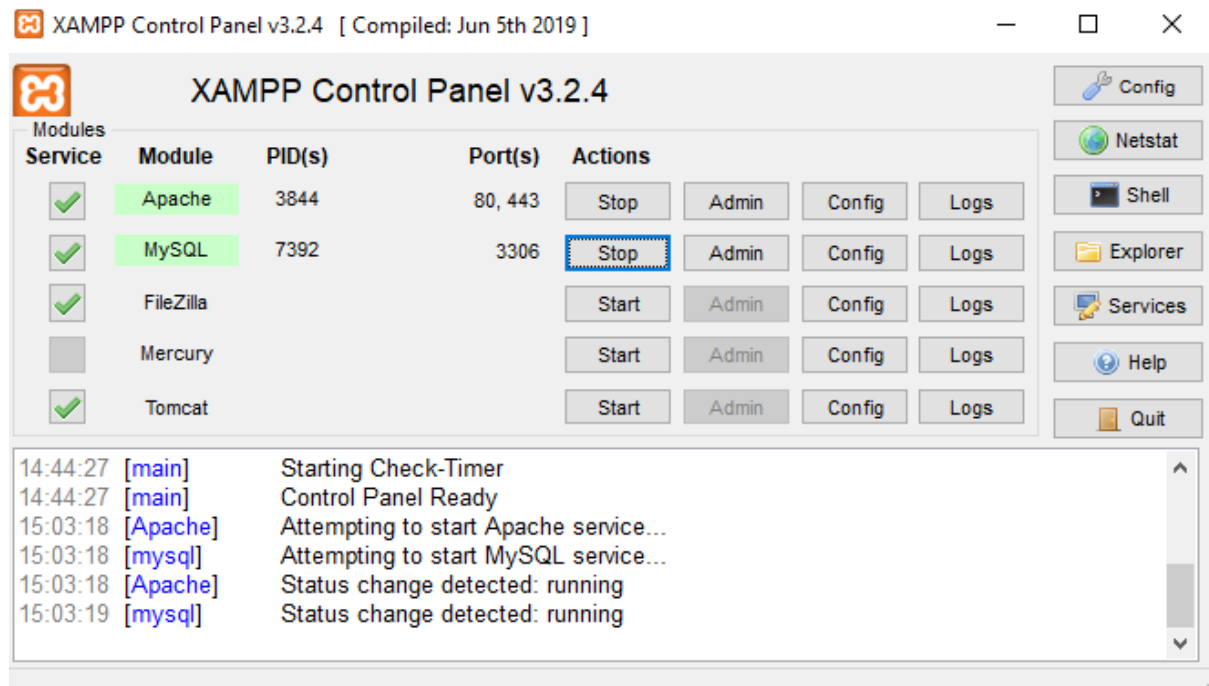 XAMPP Control Panel v3.2.4 [ Compiled: Jun 5th 2019 ]
XAMPP Control Panel v3.2.4
Config
Modules
Service Module PID(s) Port(s) Actions
Netstat
Apache 3844 80, 443 Stop Admin Config Logs
Shell
MySQL 7392 3306 Stop Admin Config Logs
Explorer
FileZilla Start Admin Config Logs
Services
Mercury Start Admin Config Logs
Help
Tomcat Start Admin Config Logs
Quit
14:44:27 [main] Starting Check-Timer
14:44:27 [main] Control Panel Ready
15:03:18 [Apache] Attempting to start Apache service...
15:03:18 [mysql] Attempting to start MySQL service...
15:03:18 [Apache] Status change detected: running
15:03:19 [mysql] Status change detected: running